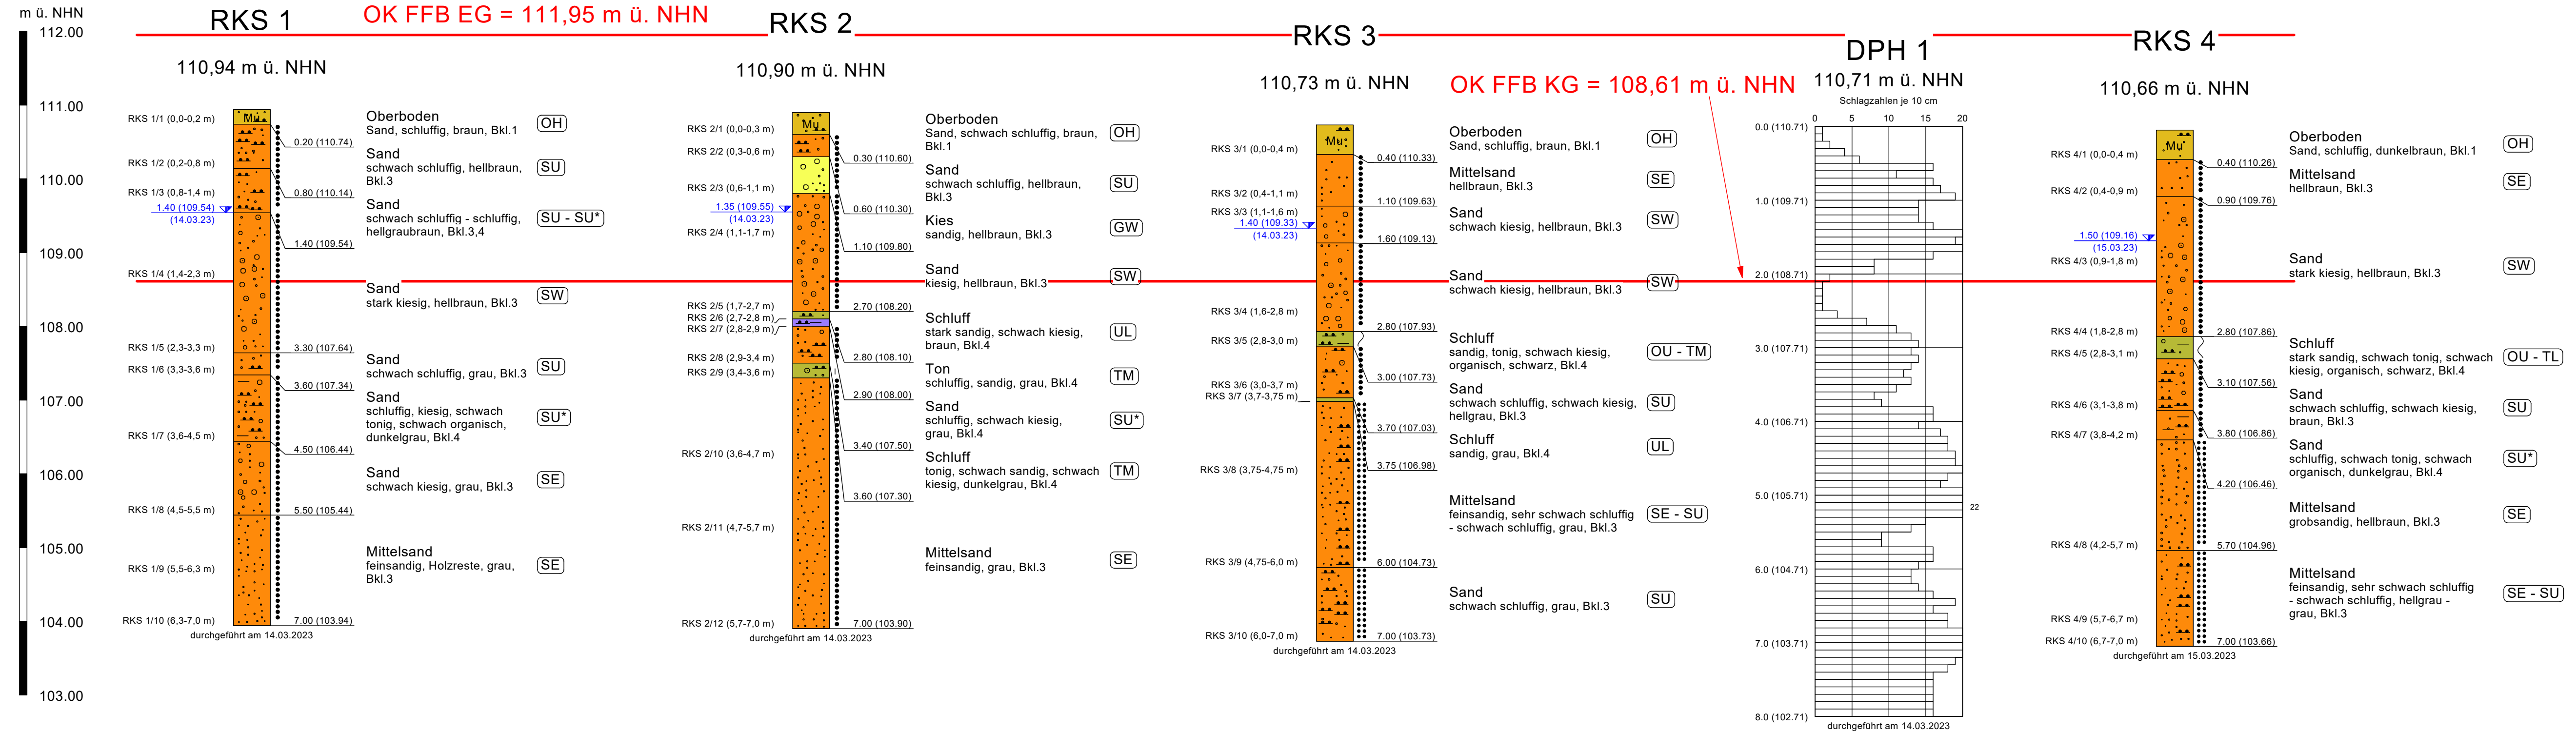 m ü. NHN
112.00
111.00
110.00
109.00
108.00
107.00
106.00
105.00
104.00
103.00
OK FFB EG = 111,95 m ü. NHN
OK FFB KG = 108,61 m ü. NHN
RKS 1
110,94 m ü. NHN
RKS 1/1 (0,0-0,2 m)
RKS 1/2 (0,2-0,8 m)
RKS 1/3 (0,8-1,4 m)
1.40 (109.54)
(14.03.23)
RKS 1/4 (1,4-2,3 m)
RKS 1/5 (2,3-3,3 m)
RKS 1/6 (3,3-3,6 m)
RKS 1/7 (3,6-4,5 m)
RKS 1/8 (4,5-5,5 m)
RKS 1/9 (5,5-6,3 m)
RKS 1/10 (6,3-7,0 m)
Mu
0.20 (110.74)
0.80 (110.14)
1.40 (109.54)
3.30 (107.64)
3.60 (107.34)
4.50 (106.44)
5.50 (105.44)
7.00 (103.94)
durchgeführt am 14.03.2023
Oberboden
Sand, schluffig, braun, Bkl.1
OH
Sand
schwach schluffig, hellbraun,
Bkl.3
SU
Sand
schwach schluffig - schluffig,
hellgraubraun, Bkl.3,4
SU - SU*
Sand
stark kiesig, hellbraun, Bkl.3
SW
Sand
schwach schluffig, grau, Bkl.3
SU
Sand
schluffig, kiesig, schwach
tonig, schwach organisch,
dunkelgrau, Bkl.4
SU*
Sand
schwach kiesig, grau, Bkl.3
SE
Mittelsand
feinsandig, Holzreste, grau,
Bkl.3
SE
RKS 2
110,90 m ü. NHN
RKS 2/1 (0,0-0,3 m)
RKS 2/2 (0,3-0,6 m)
RKS 2/3 (0,6-1,1 m)
1.35 (109.55)
(14.03.23)
RKS 2/4 (1,1-1,7 m)
RKS 2/5 (1,7-2,7 m)
RKS 2/6 (2,7-2,8 m)
RKS 2/7 (2,8-2,9 m)
RKS 2/8 (2,9-3,4 m)
RKS 2/9 (3,4-3,6 m)
RKS 2/10 (3,6-4,7 m)
RKS 2/11 (4,7-5,7 m)
RKS 2/12 (5,7-7,0 m)
Mu
0.30 (110.60)
0.60 (110.30)
1.10 (109.80)
2.70 (108.20)
2.80 (108.10)
2.90 (108.00)
3.40 (107.50)
3.60 (107.30)
7.00 (103.90)
durchgeführt am 14.03.2023
Oberboden
Sand, schwach schluffig, braun,
Bkl.1
OH
Sand
schwach schluffig, hellbraun,
Bkl.3
SU
Kies
sandig, hellbraun, Bkl.3
GW
Sand
kiesig, hellbraun, Bkl.3
SW
Schluff
stark sandig, schwach kiesig,
braun, Bkl.4
UL
Ton
schluffig, sandig, grau, Bkl.4
TM
Sand
schluffig, schwach kiesig,
grau, Bkl.4
SU*
Schluff
tonig, schwach sandig, schwach
kiesig, dunkelgrau, Bkl.4
TM
Mittelsand
feinsandig, grau, Bkl.3
SE
RKS 3
110,73 m ü. NHN
RKS 3/1 (0,0-0,4 m)
RKS 3/2 (0,4-1,1 m)
RKS 3/3 (1,1-1,6 m)
1.40 (109.33)
(14.03.23)
RKS 3/4 (1,6-2,8 m)
RKS 3/5 (2,8-3,0 m)
RKS 3/6 (3,0-3,7 m)
RKS 3/7 (3,7-3,75 m)
RKS 3/8 (3,75-4,75 m)
RKS 3/9 (4,75-6,0 m)
RKS 3/10 (6,0-7,0 m)
Mu
0.40 (110.33)
1.10 (109.63)
1.60 (109.13)
2.80 (107.93)
3.00 (107.73)
3.70 (107.03)
3.75 (106.98)
6.00 (104.73)
7.00 (103.73)
durchgeführt am 14.03.2023
Oberboden
Sand, schluffig, braun, Bkl.1
OH
Mittelsand
hellbraun, Bkl.3
SE
Sand
schwach kiesig, hellbraun, Bkl.3
SW
Sand
schwach kiesig, hellbraun, Bkl.3
SW
Schluff
sandig, tonig, schwach kiesig,
organisch, schwarz, Bkl.4
OU - TM
Sand
schwach schluffig, schwach kiesig,
hellgrau, Bkl.3
SU
Schluff
sandig, grau, Bkl.4
UL
Mittelsand
feinsandig, sehr schwach schluffig
- schwach schluffig, grau, Bkl.3
SE - SU
Sand
schwach schluffig, grau, Bkl.3
SU
DPH 1
110,71 m ü. NHN
Schlagzahlen je 10 cm
0 5 10 15 20
0.0 (110.71)
1.0 (109.71)
2.0 (108.71)
3.0 (107.71)
4.0 (106.71)
5.0 (105.71)
22
6.0 (104.71)
7.0 (103.71)
8.0 (102.71)
durchgeführt am 14.03.2023
RKS 4
110,66 m ü. NHN
RKS 4/1 (0,0-0,4 m)
RKS 4/2 (0,4-0,9 m)
1.50 (109.16)
(15.03.23)
RKS 4/3 (0,9-1,8 m)
RKS 4/4 (1,8-2,8 m)
RKS 4/5 (2,8-3,1 m)
RKS 4/6 (3,1-3,8 m)
RKS 4/7 (3,8-4,2 m)
RKS 4/8 (4,2-5,7 m)
RKS 4/9 (5,7-6,7 m)
RKS 4/10 (6,7-7,0 m)
Mu
0.40 (110.26)
0.90 (109.76)
2.80 (107.86)
3.10 (107.56)
3.80 (106.86)
4.20 (106.46)
5.70 (104.96)
7.00 (103.66)
durchgeführt am 15.03.2023
Oberboden
Sand, schluffig, dunkelbraun, Bkl.1
OH
Mittelsand
hellbraun, Bkl.3
SE
Sand
stark kiesig, hellbraun, Bkl.3
SW
Schluff
stark sandig, schwach tonig, schwach
kiesig, organisch, schwarz, Bkl.4
OU - TL
Sand
schwach schluffig, schwach kiesig,
braun, Bkl.3
SU
Sand
schluffig, schwach tonig, schwach
organisch, dunkelgrau, Bkl.4
SU*
Mittelsand
grobsandig, hellbraun, Bkl.3
SE
Mittelsand
feinsandig, sehr schwach schluffig
- schwach schluffig, hellgrau -
grau, Bkl.3
SE - SU